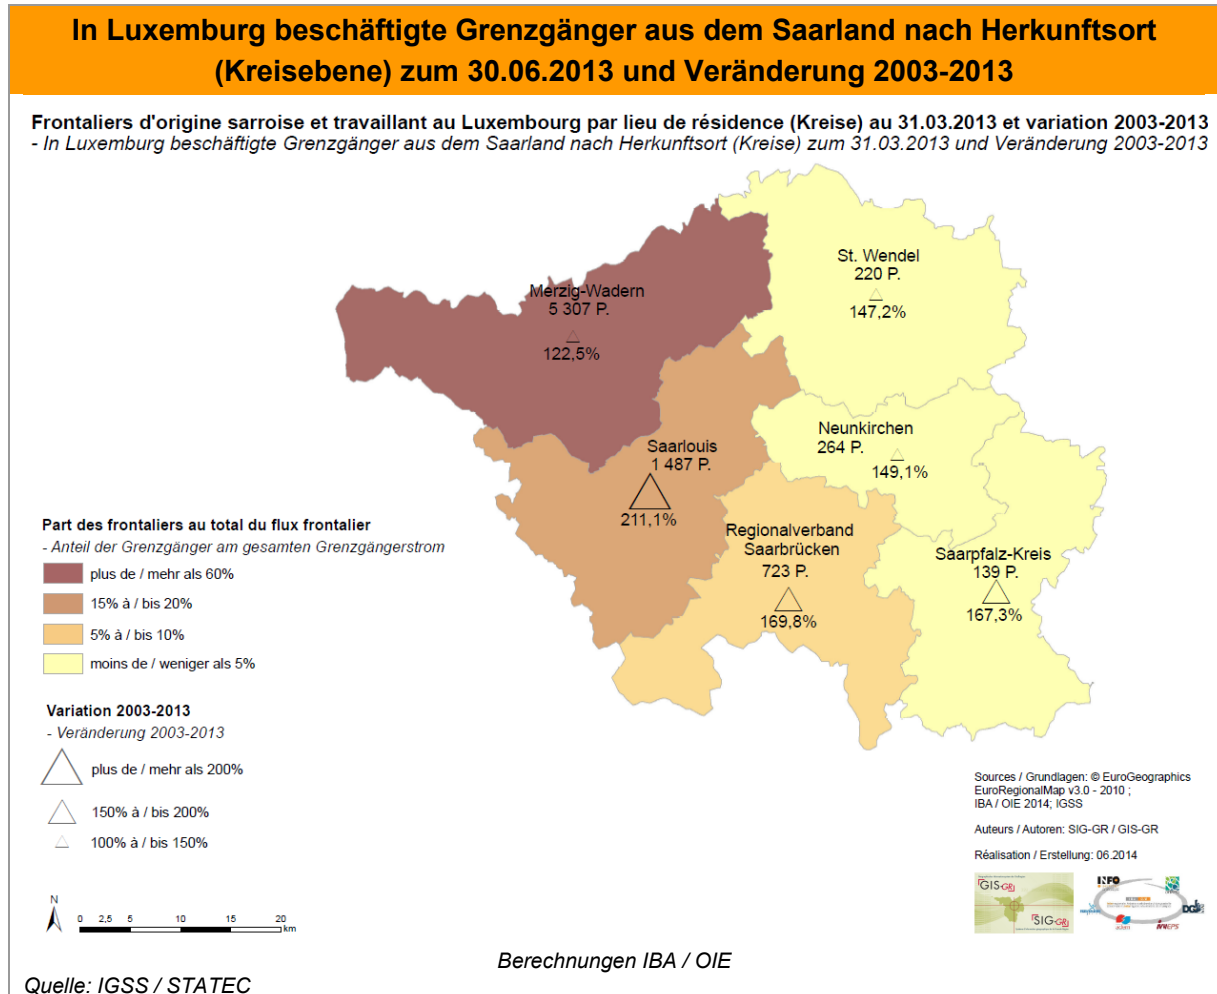 In Luxemburg beschäftigte Grenzgänger aus dem Saarland nach Herkunftsort
(Kreisebene) zum 30.06.2013 und Veränderung 2003-2013
Frontaliers d'origine sarroise et travaillant au Luxembourg par lieu de résidence (Kreise) au 31.03.2013 et variation 2003-2013
- In Luxemburg beschäftigte Grenzgänger aus dem Saarland nach Herkunftsort (Kreise) zum 31.03.2013 und Veränderung 2003-2013
St. Wendel
220 P.
147,2%
Merzig-Wadern
5 307 P.
122,5%
Neunkirchen
264 P.
149,1%
Saarlouis
1 487 P.
211,1%
Regionalverband
Saarbrücken
723 P.
169,8%
Saarpfalz-Kreis
139 P.
167,3%
Part des frontaliers au total du flux frontalier
- Anteil der Grenzgänger am gesamten Grenzgängerstrom
plus de / mehr als 60%
15% à / bis 20%
5% à / bis 10%
moins de / weniger als 5%
Variation 2003-2013
- Veränderung 2003-2013
plus de / mehr als 200%
150% à / bis 200%
100% à / bis 150%
N
0 2,5 5 10 15 20
km
Sources / Grundlagen: © EuroGeographics
EuroRegionalMap v3.0 - 2010 ;
IBA / OIE 2014; IGSS
Auteurs / Autoren: SIG-GR / GIS-GR
Réalisation / Erstellung: 06.2014
GIS-GR
SIG-GR
INFO
Berechnungen IBA / OIE
Quelle: IGSS / STATEC